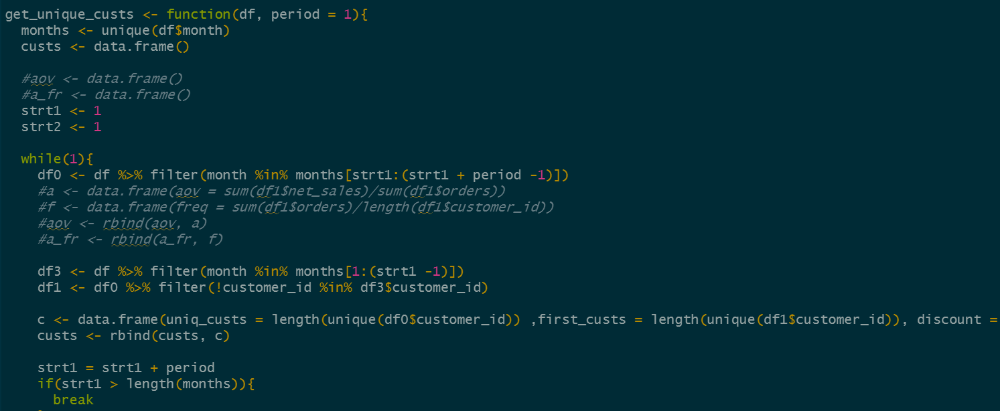 get_unique_custs <- function(df, period = 1){
  months <- unique(df$month)
  custs <- data.frame()

  #aov <- data.frame()
  #a_fr <- data.frame()
  strt1 <- 1
  strt2 <- 1

  while(1){
    df0 <- df %>% filter(month %in% months[strt1:(strt1 + period -1)])
    #a <- data.frame(aov = sum(df1$net_sales)/sum(df1$orders))
    #f <- data.frame(freq = sum(df1$orders)/length(df1$customer_id))
    #aov <- rbind(aov, a)
    #a_fr <- rbind(a_fr, f)

    df3 <- df %>% filter(month %in% months[1:(strt1 -1)])
    df1 <- df0 %>% filter(!customer_id %in% df3$customer_id)

    c <- data.frame(uniq_custs = length(unique(df0$customer_id)) ,first_custs = length(unique(df1$customer_id)), discount =
    custs <- rbind(custs, c)

    strt1 = strt1 + period
    if(strt1 > length(months)){
      break